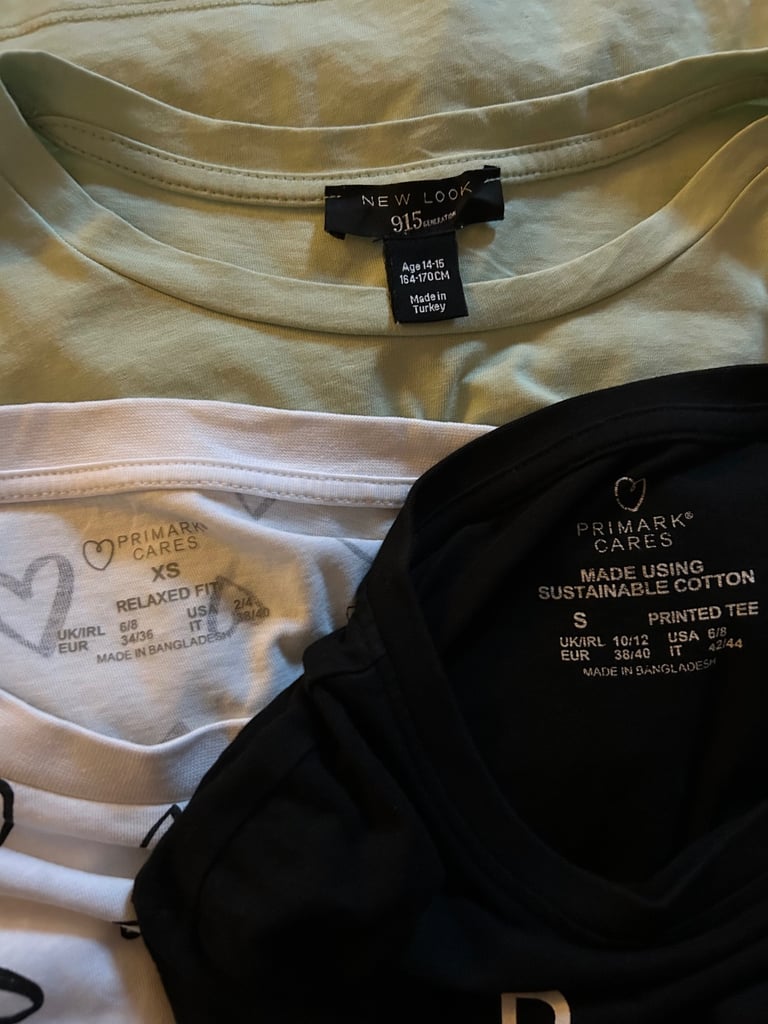 NEW LOOK
915 GENERATION
Age 14-15
164-170CM
Made in
Turkey
PRIMARK
CARES
XS
RELAXED FIT
UK/IRL 6/8 USA 2/4
EUR 34/36 IT 38/40
MADE IN BANGLADESH
PRIMARK®
CARES
MADE USING
SUSTAINABLE COTTON
S PRINTED TEE
UK/IRL 10/12 USA 6/8
EUR 38/40 IT 42/44
MADE IN BANGLADESH